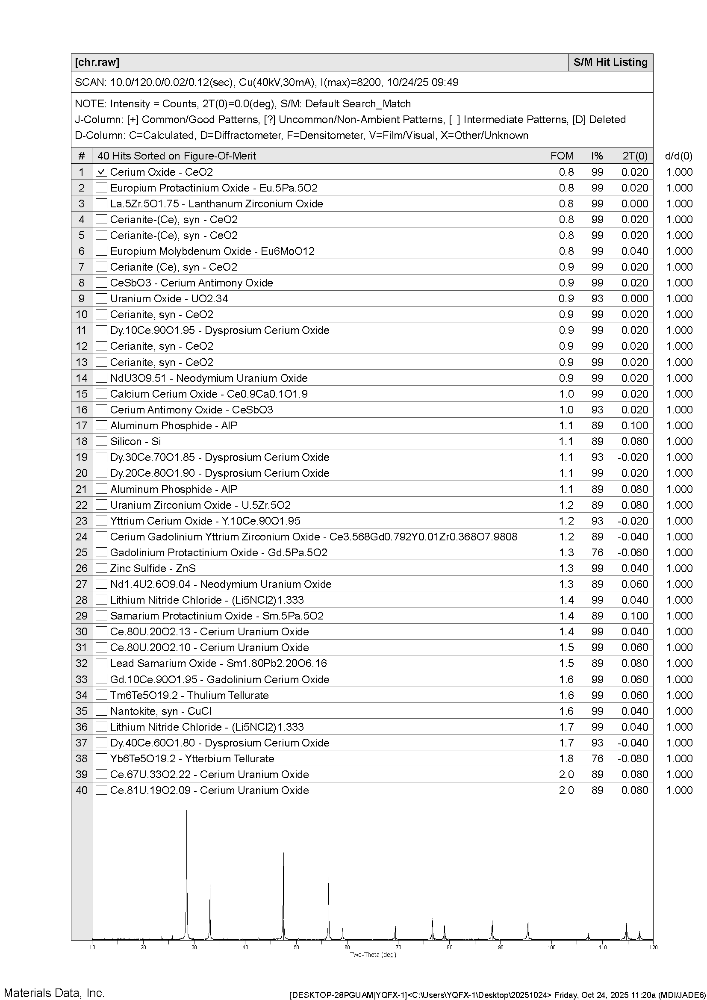 [chr.raw] S/M Hit Listing
SCAN: 10.0/120.0/0.02/0.12(sec), Cu(40kV,30mA), I(max)=8200, 10/24/25 09:49
NOTE: Intensity = Counts, 2T(0)=0.0(deg), S/M: Default Search_Match
J-Column: [+] Common/Good Patterns, [?] Uncommon/Non-Ambient Patterns, [ ] Intermediate Patterns, [D] Deleted
D-Column: C=Calculated, D=Diffractometer, F=Densitometer, V=Film/Visual, X=Other/Unknown
# 40 Hits Sorted on Figure-Of-Merit FOM I% 2T(0) d/d(0)
1 Cerium Oxide - CeO2 0.8 99 0.020 1.000
2 Europium Protactinium Oxide - Eu.5Pa.5O2 0.8 99 0.020 1.000
3 La.5Zr.5O1.75 - Lanthanum Zirconium Oxide 0.8 99 0.000 1.000
4 Cerianite-(Ce), syn - CeO2 0.8 99 0.020 1.000
5 Cerianite-(Ce), syn - CeO2 0.8 99 0.020 1.000
6 Europium Molybdenum Oxide - Eu6MoO12 0.8 99 0.040 1.000
7 Cerianite (Ce), syn - CeO2 0.9 99 0.020 1.000
8 CeSbO3 - Cerium Antimony Oxide 0.9 99 0.020 1.000
9 Uranium Oxide - UO2.34 0.9 93 0.000 1.000
10 Cerianite, syn - CeO2 0.9 99 0.020 1.000
11 Dy.10Ce.90O1.95 - Dysprosium Cerium Oxide 0.9 99 0.020 1.000
12 Cerianite, syn - CeO2 0.9 99 0.020 1.000
13 Cerianite, syn - CeO2 0.9 99 0.020 1.000
14 NdU3O9.51 - Neodymium Uranium Oxide 0.9 99 0.020 1.000
15 Calcium Cerium Oxide - Ce0.9Ca0.1O1.9 1.0 99 0.020 1.000
16 Cerium Antimony Oxide - CeSbO3 1.0 93 0.020 1.000
17 Aluminum Phosphide - AlP 1.1 89 0.100 1.000
18 Silicon - Si 1.1 89 0.080 1.000
19 Dy.30Ce.70O1.85 - Dysprosium Cerium Oxide 1.1 93 -0.020 1.000
20 Dy.20Ce.80O1.90 - Dysprosium Cerium Oxide 1.1 99 0.020 1.000
21 Aluminum Phosphide - AlP 1.1 89 0.080 1.000
22 Uranium Zirconium Oxide - U.5Zr.5O2 1.2 89 0.080 1.000
23 Yttrium Cerium Oxide - Y.10Ce.90O1.95 1.2 93 -0.020 1.000
24 Cerium Gadolinium Yttrium Zirconium Oxide - Ce3.568Gd0.792Y0.01Zr0.368O7.9808 1.2 89 -0.040 1.000
25 Gadolinium Protactinium Oxide - Gd.5Pa.5O2 1.3 76 -0.060 1.000
26 Zinc Sulfide - ZnS 1.3 99 0.040 1.000
27 Nd1.4U2.6O9.04 - Neodymium Uranium Oxide 1.3 89 0.060 1.000
28 Lithium Nitride Chloride - (Li5NCl2)1.333 1.4 99 0.040 1.000
29 Samarium Protactinium Oxide - Sm.5Pa.5O2 1.4 89 0.100 1.000
30 Ce.80U.20O2.13 - Cerium Uranium Oxide 1.4 99 0.040 1.000
31 Ce.80U.20O2.10 - Cerium Uranium Oxide 1.5 99 0.060 1.000
32 Lead Samarium Oxide - Sm1.80Pb2.20O6.16 1.5 89 0.080 1.000
33 Gd.10Ce.90O1.95 - Gadolinium Cerium Oxide 1.6 99 0.060 1.000
34 Tm6Te5O19.2 - Thulium Tellurate 1.6 99 0.060 1.000
35 Nantokite, syn - CuCl 1.6 99 0.040 1.000
36 Lithium Nitride Chloride - (Li5NCl2)1.333 1.7 99 0.040 1.000
37 Dy.40Ce.60O1.80 - Dysprosium Cerium Oxide 1.7 93 -0.040 1.000
38 Yb6Te5O19.2 - Ytterbium Tellurate 1.8 76 -0.080 1.000
39 Ce.67U.33O2.22 - Cerium Uranium Oxide 2.0 89 0.080 1.000
40 Ce.81U.19O2.09 - Cerium Uranium Oxide 2.0 89 0.080 1.000
10 20 30 40 50 60 70 80 90 100 110 120
Two-Theta (deg)
Materials Data, Inc. [DESKTOP-28PGUAM|YQFX-1]<C:\Users\YQFX-1\Desktop\20251024> Friday, Oct 24, 2025 11:20a (MDI/JADE6)